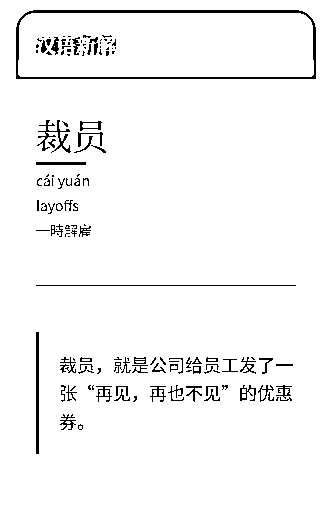 汉语新解
裁员
cái yuán
layoffs
一時解雇
裁员，就是公司给员工发了一
张“再见，再也不见”的优惠
券。